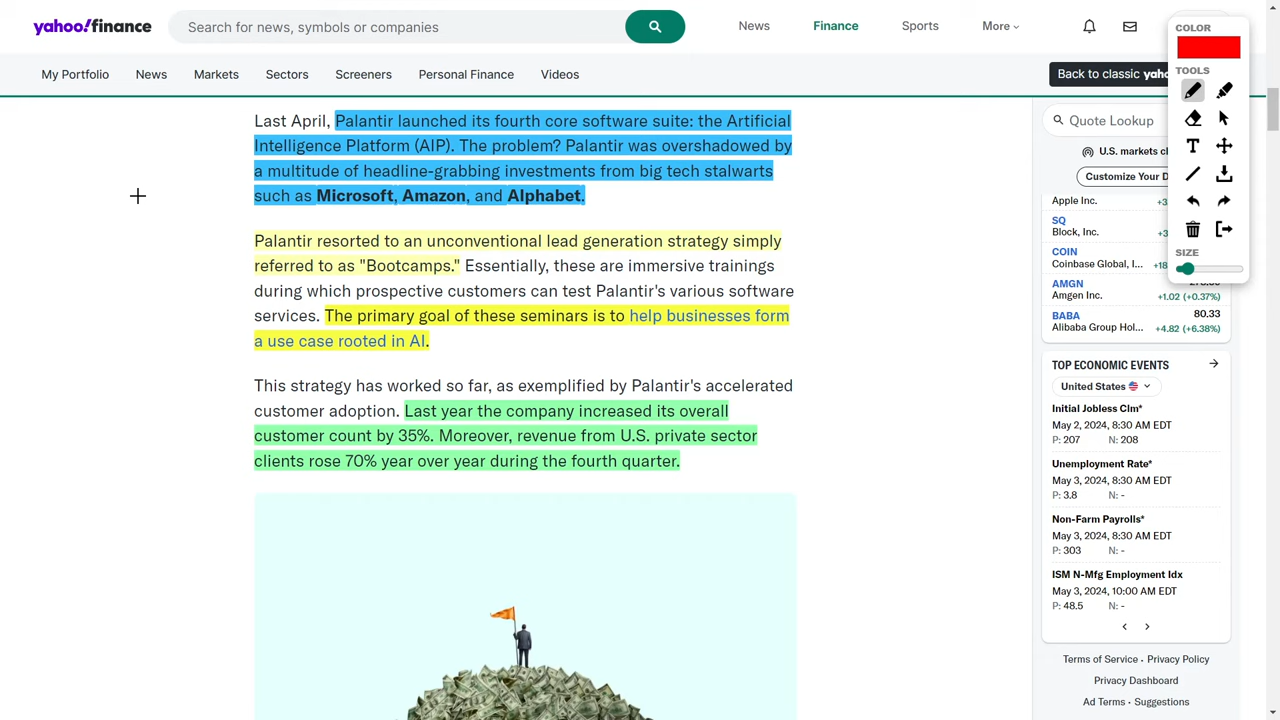 yahoo!finance
Search for news, symbols or companies
News
Finance
Sports
More
COLOR
My Portfolio
News
Markets
Sectors
Screeners
Personal Finance
Videos
Back to classic yaho
TOOLS
T
SIZE
Last April, Palantir launched its fourth core software suite: the Artificial
Intelligence Platform (AIP). The problem? Palantir was overshadowed by
a multitude of headline-grabbing investments from big tech stalwarts
such as Microsoft, Amazon, and Alphabet.
Palantir resorted to an unconventional lead generation strategy simply
referred to as "Bootcamps." Essentially, these are immersive trainings
during which prospective customers can test Palantir's various software
services. The primary goal of these seminars is to help businesses form
a use case rooted in AI.
This strategy has worked so far, as exemplified by Palantir's accelerated
customer adoption. Last year the company increased its overall
customer count by 35%. Moreover, revenue from U.S. private sector
clients rose 70% year over year during the fourth quarter.
Quote Lookup
U.S. markets cl
Customize Your D
Apple Inc.
SQ
Block, Inc.
COIN
Coinbase Global, I...
AMGN
Amgen Inc.
+1.02 (+0.37%)
BABA
80.33
Alibaba Group Hol...
+4.82 (+6.38%)
TOP ECONOMIC EVENTS
United States
Initial Jobless Clm*
May 2, 2024, 8:30 AM EDT
P: 207 N: 208
Unemployment Rate*
May 3, 2024, 8:30 AM EDT
P: 3.8 N: -
Non-Farm Payrolls*
May 3, 2024, 8:30 AM EDT
P: 303 N: -
ISM N-Mfg Employment Idx
May 3, 2024, 10:00 AM EDT
P: 48.5 N: -
Terms of Service • Privacy Policy
Privacy Dashboard
Ad Terms • Suggestions